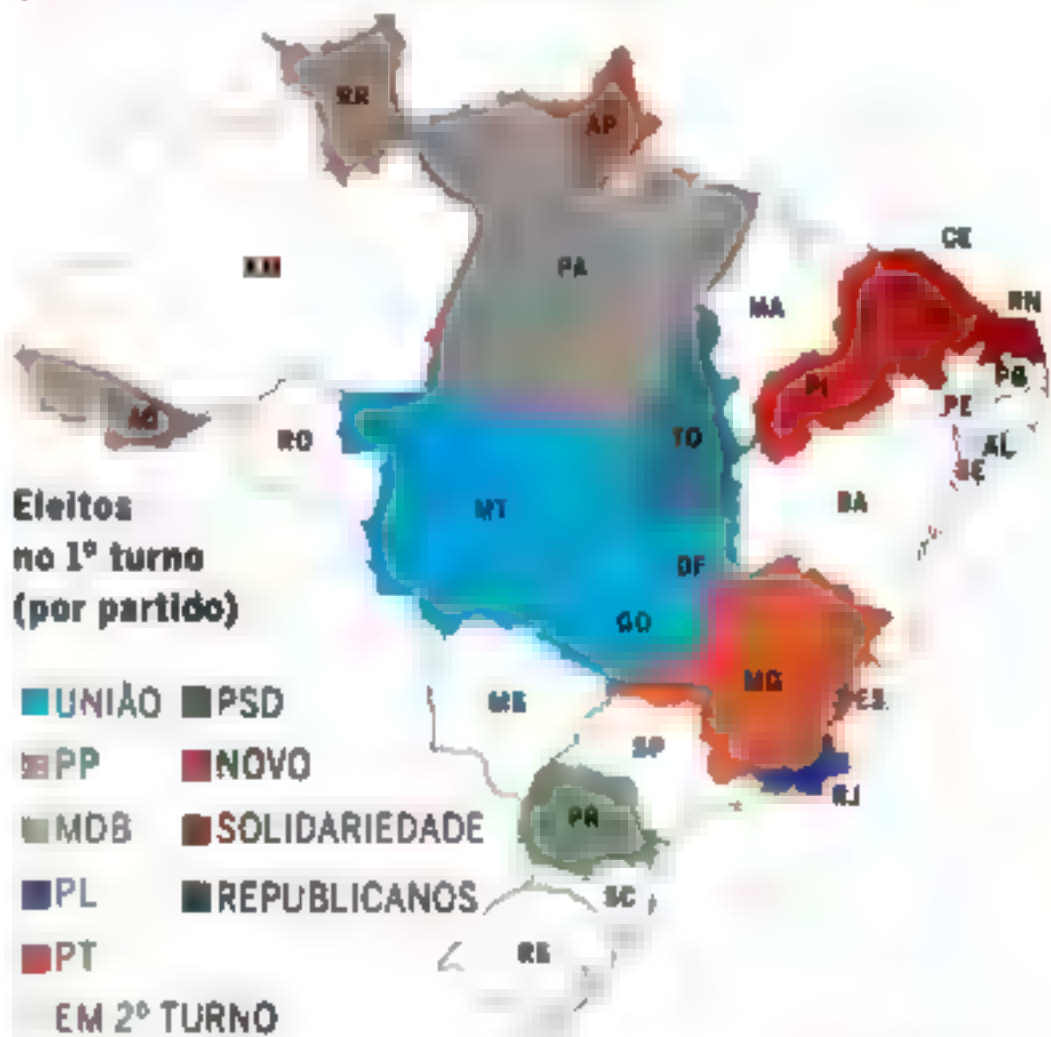 RR
AP
PA
CE
MA
RN
PI
PB
PE
AC
RO
TO
AL
SE
BA
MT
Eleitos
no 1º turno
(por partido)
DF
GO
MG
MS
ES
UNIÃO PSD
SP
PP NOVO
RJ
PR
MDB SOLIDARIEDADE
PL REPUBLICANOS
SC
PT
RS
EM 2º TURNO